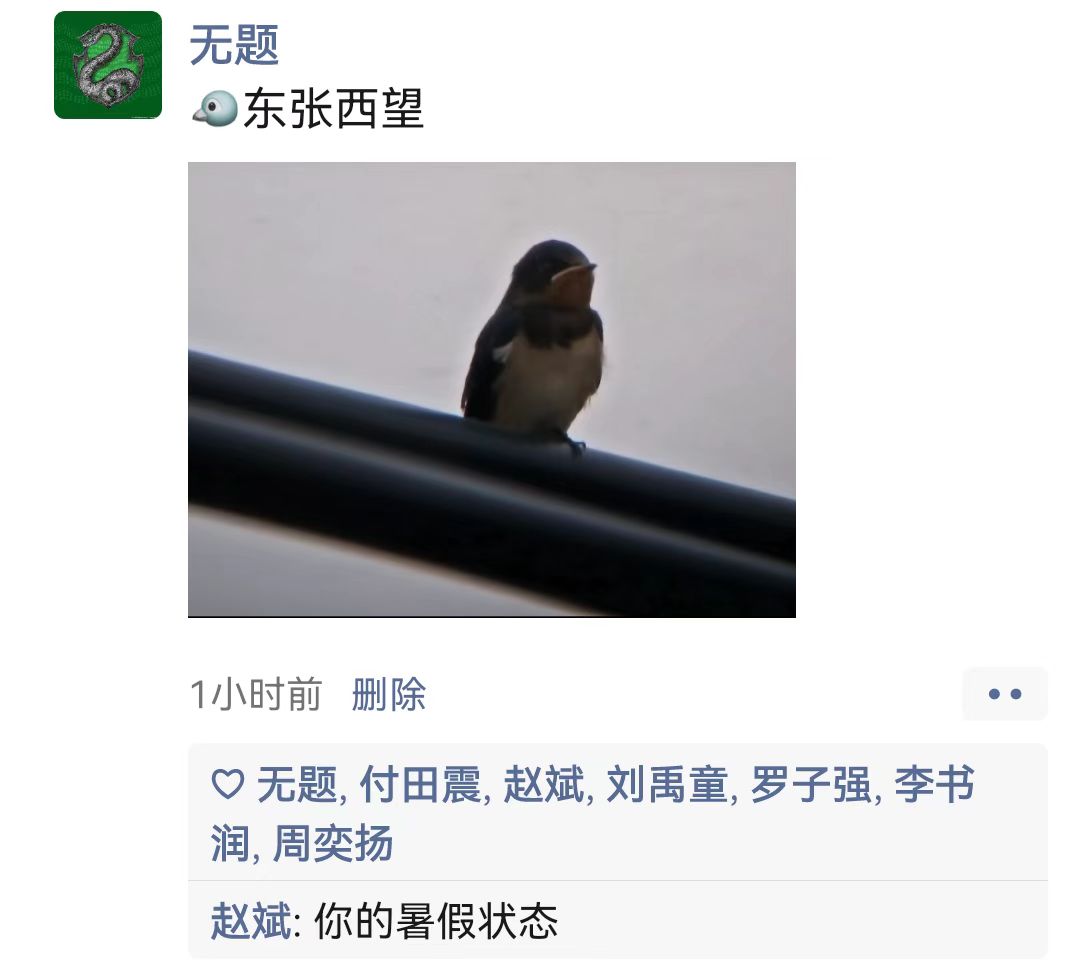 无题
🐦东张西望
1小时前 删除
♡ 无题, 付田震, 赵斌, 刘禹童, 罗子强, 李书
润, 周奕扬
赵斌: 你的暑假状态